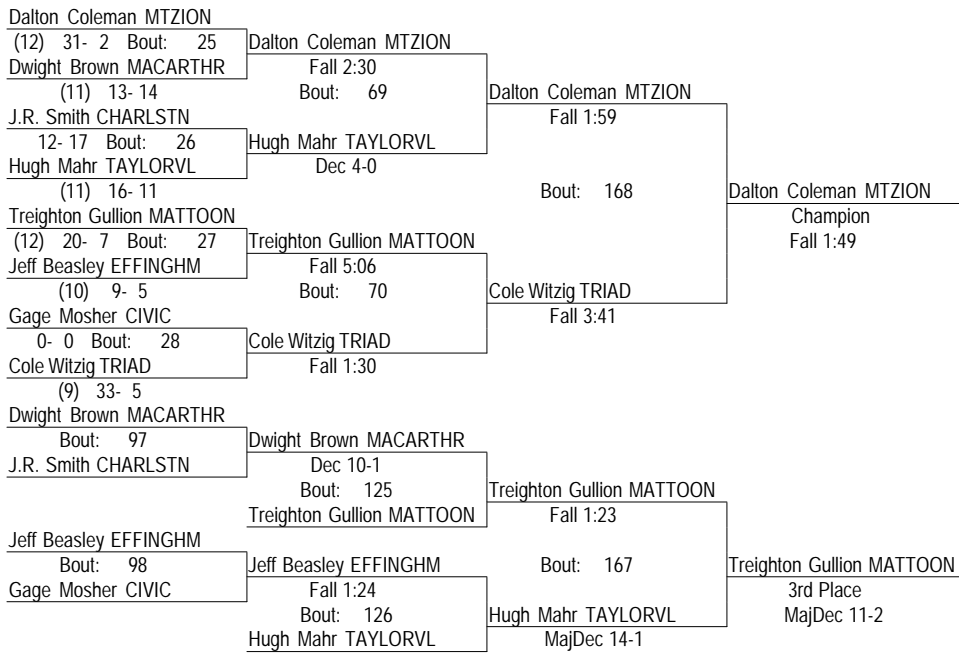 Dalton Coleman MTZION
(12) 31- 2 Bout: 25 Dalton Coleman MTZION
Dwight Brown MACARTHR Fall 2:30
(11) 13- 14 Bout: 69 Dalton Coleman MTZION
J.R. Smith CHARLSTN Fall 1:59
12- 17 Bout: 26 Hugh Mahr TAYLORVL
Hugh Mahr TAYLORVL Dec 4-0
(11) 16- 11 Bout: 168 Dalton Coleman MTZION
Treighton Gullion MATTOON Champion
(12) 20- 7 Bout: 27 Treighton Gullion MATTOON Fall 1:49
Jeff Beasley EFFINGHM Fall 5:06
(10) 9- 5 Bout: 70 Cole Witzig TRIAD
Gage Mosher CIVIC Fall 3:41
0- 0 Bout: 28 Cole Witzig TRIAD
Cole Witzig TRIAD Fall 1:30
(9) 33- 5
Dwight Brown MACARTHR
Bout: 97 Dwight Brown MACARTHR
J.R. Smith CHARLSTN Dec 10-1
Bout: 125 Treighton Gullion MATTOON
Treighton Gullion MATTOON Fall 1:23
Jeff Beasley EFFINGHM
Bout: 98 Jeff Beasley EFFINGHM Bout: 167 Treighton Gullion MATTOON
Gage Mosher CIVIC Fall 1:24 3rd Place
Bout: 126 Hugh Mahr TAYLORVL MajDec 11-2
Hugh Mahr TAYLORVL MajDec 14-1